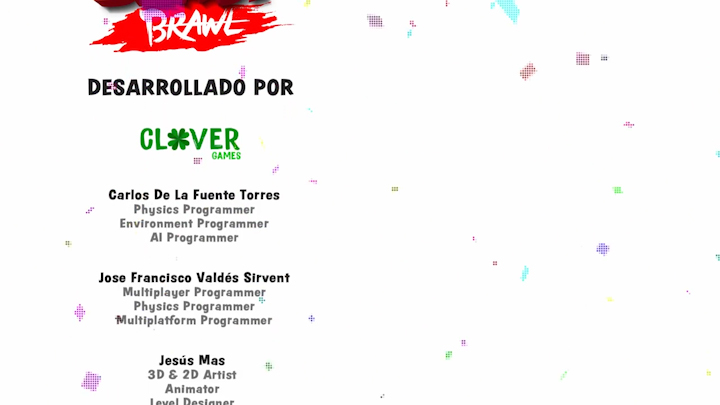 BRAWL
DESARROLLADO POR
CLOVER
GAMES
Carlos De La Fuente Torres
Physics Programmer
Environment Programmer
AI Programmer
Jose Francisco Valdés Sirvent
Multiplayer Programmer
Physics Programmer
Multiplatform Programmer
Jesús Mas
3D & 2D Artist
Animator
Level Designer